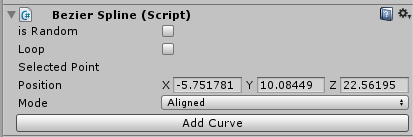 Bezier Spline (Script)
is Random
Loop
Selected Point
Position X -5.751781 Y 10.08449 Z 22.56195
Mode Aligned
Add Curve